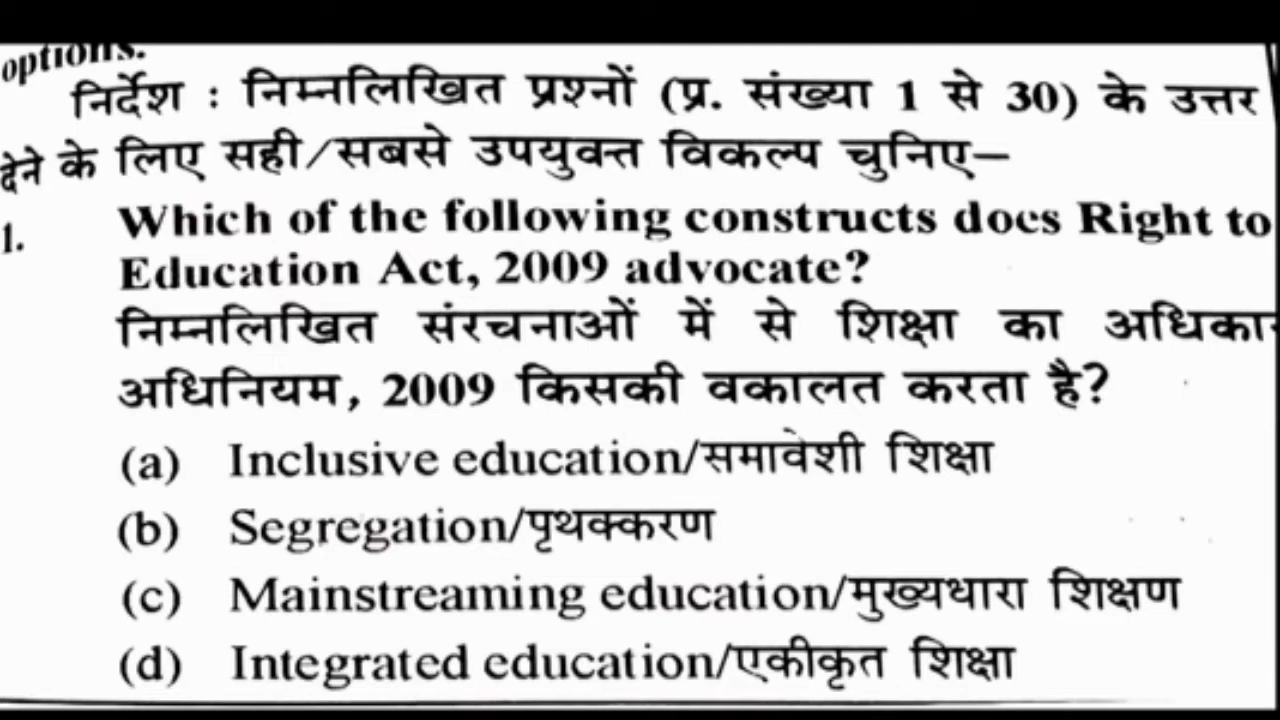 options.
निर्देश : निम्नलिखित प्रश्नों (प्र. संख्या 1 से 30) के उत्तर
देने के लिए सही/सबसे उपयुक्त विकल्प चुनिए–
1. Which of the following constructs does Right to
Education Act, 2009 advocate?
निम्नलिखित संरचनाओं में से शिक्षा का
अधिनियम, 2009 किसकी वकालत करता है?
(a) Inclusive education/समावेशी शिक्षा
(b) Segregation/पृथक्करण
(c) Mainstreaming education/मुख्यधारा शिक्षण
(d) Integrated education/एकीकृत शिक्षा